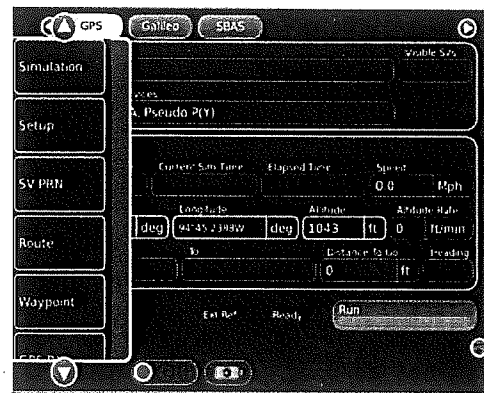 GPS Galileo SBAS
Visible SVs
Simulation
Pseudo P(Y)
Setup
Current Sim Time Elapsed Time Speed
SV PRN
0.0 Mph
Longitude Altitude Altitude Rate
deg deg 1043 ft 0 ft/min
Route
To Distance To Go Heading
0 ft
Waypoint
Ext Ref Ready Run